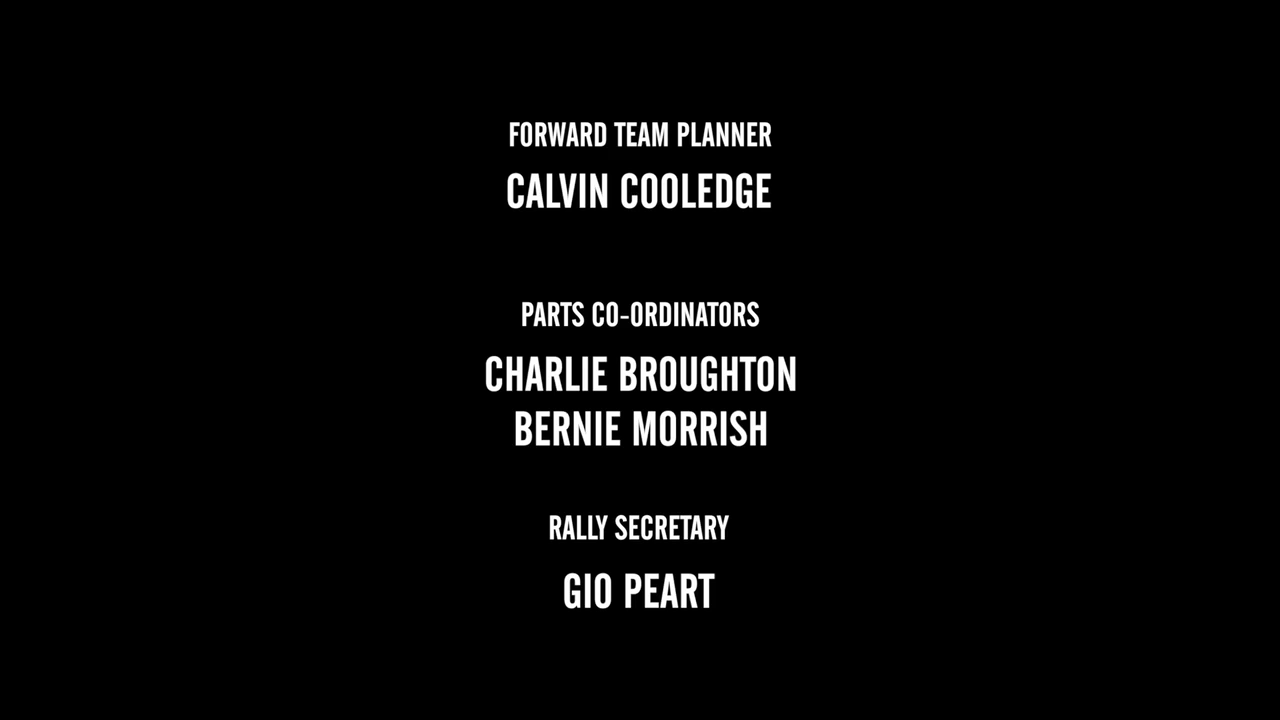 FORWARD TEAM PLANNER
CALVIN COOLEDGE
PARTS CO-ORDINATORS
CHARLIE BROUGHTON
BERNIE MORRISH
RALLY SECRETARY
GIO PEART